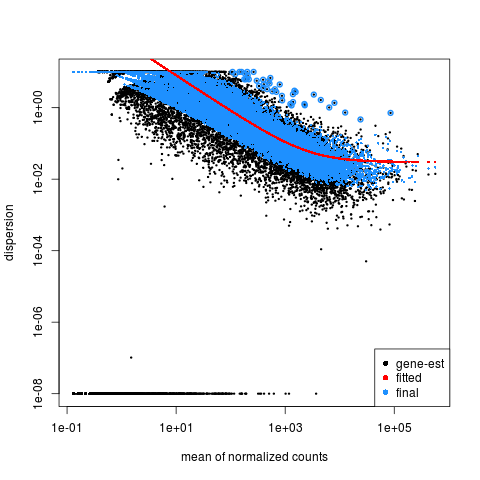 1e+00
1e-02
1e-04
1e-06
1e-08
dispersion
gene-est
fitted
final
1e-01 1e+01 1e+03 1e+05
mean of normalized counts